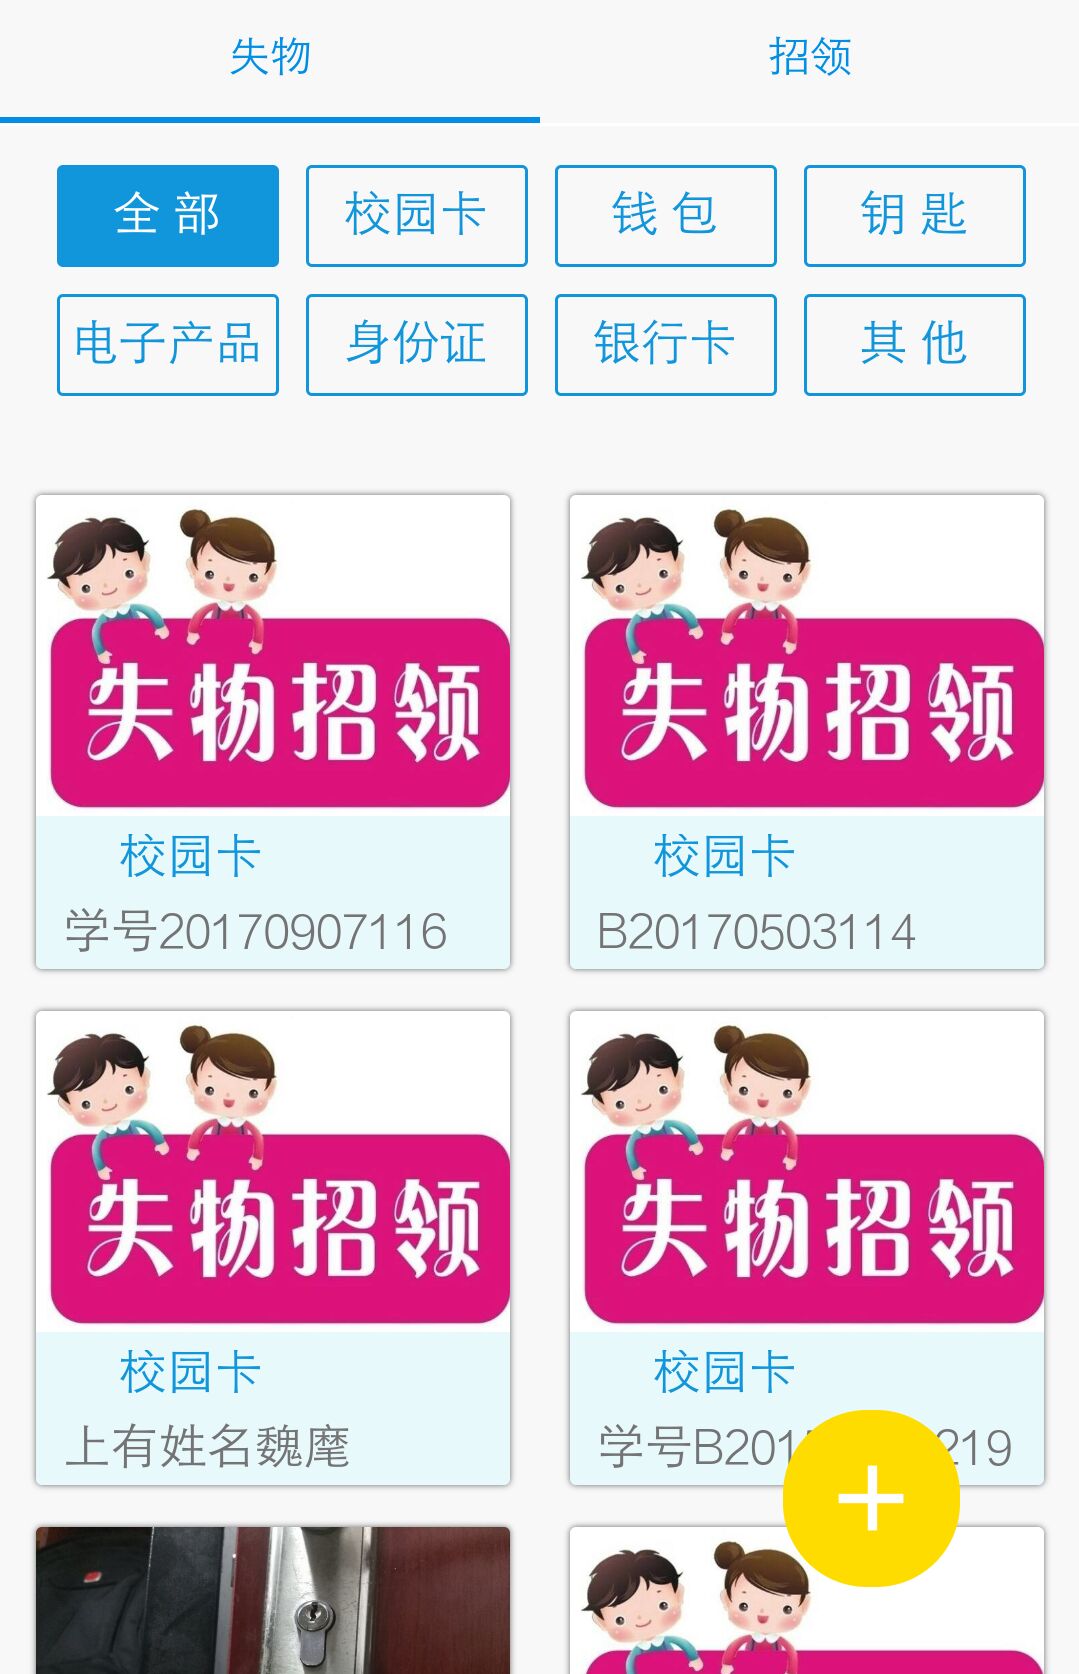 失物
招领
全 部
校园卡
钱 包
钥 匙
电子产品
身份证
银行卡
其 他
失物招领
失物招领
校园卡
校园卡
学号20170907116
B20170503114
失物招领
失物招领
校园卡
校园卡
上有姓名魏麾
学号B201
219